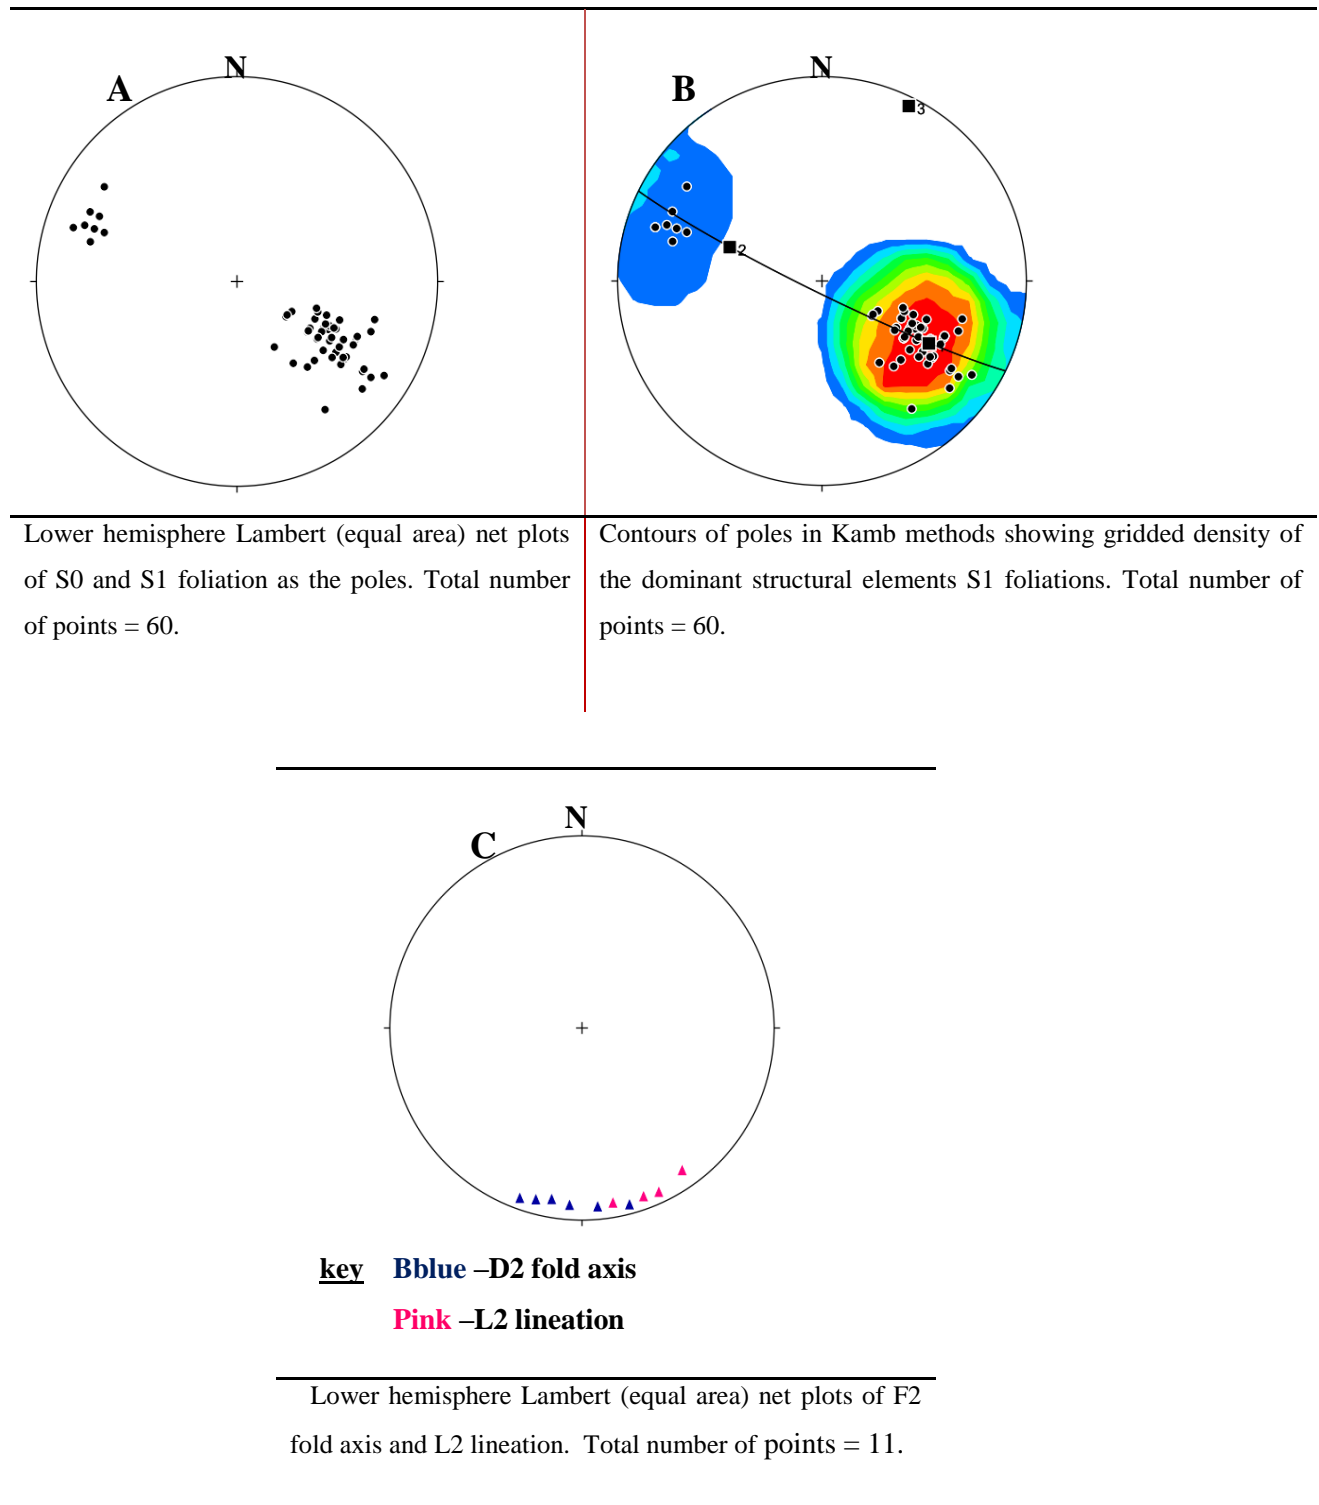 N
A
Lower hemisphere Lambert (equal area) net plots
of S0 and S1 foliation as the poles. Total number
of points = 60.
N
B
3
2
Contours of poles in Kamb methods showing gridded density of
the dominant structural elements S1 foliations. Total number of
points = 60.
N
C
key Bblue –D2 fold axis
Pink –L2 lineation
Lower hemisphere Lambert (equal area) net plots of F2
fold axis and L2 lineation. Total number of points = 11.